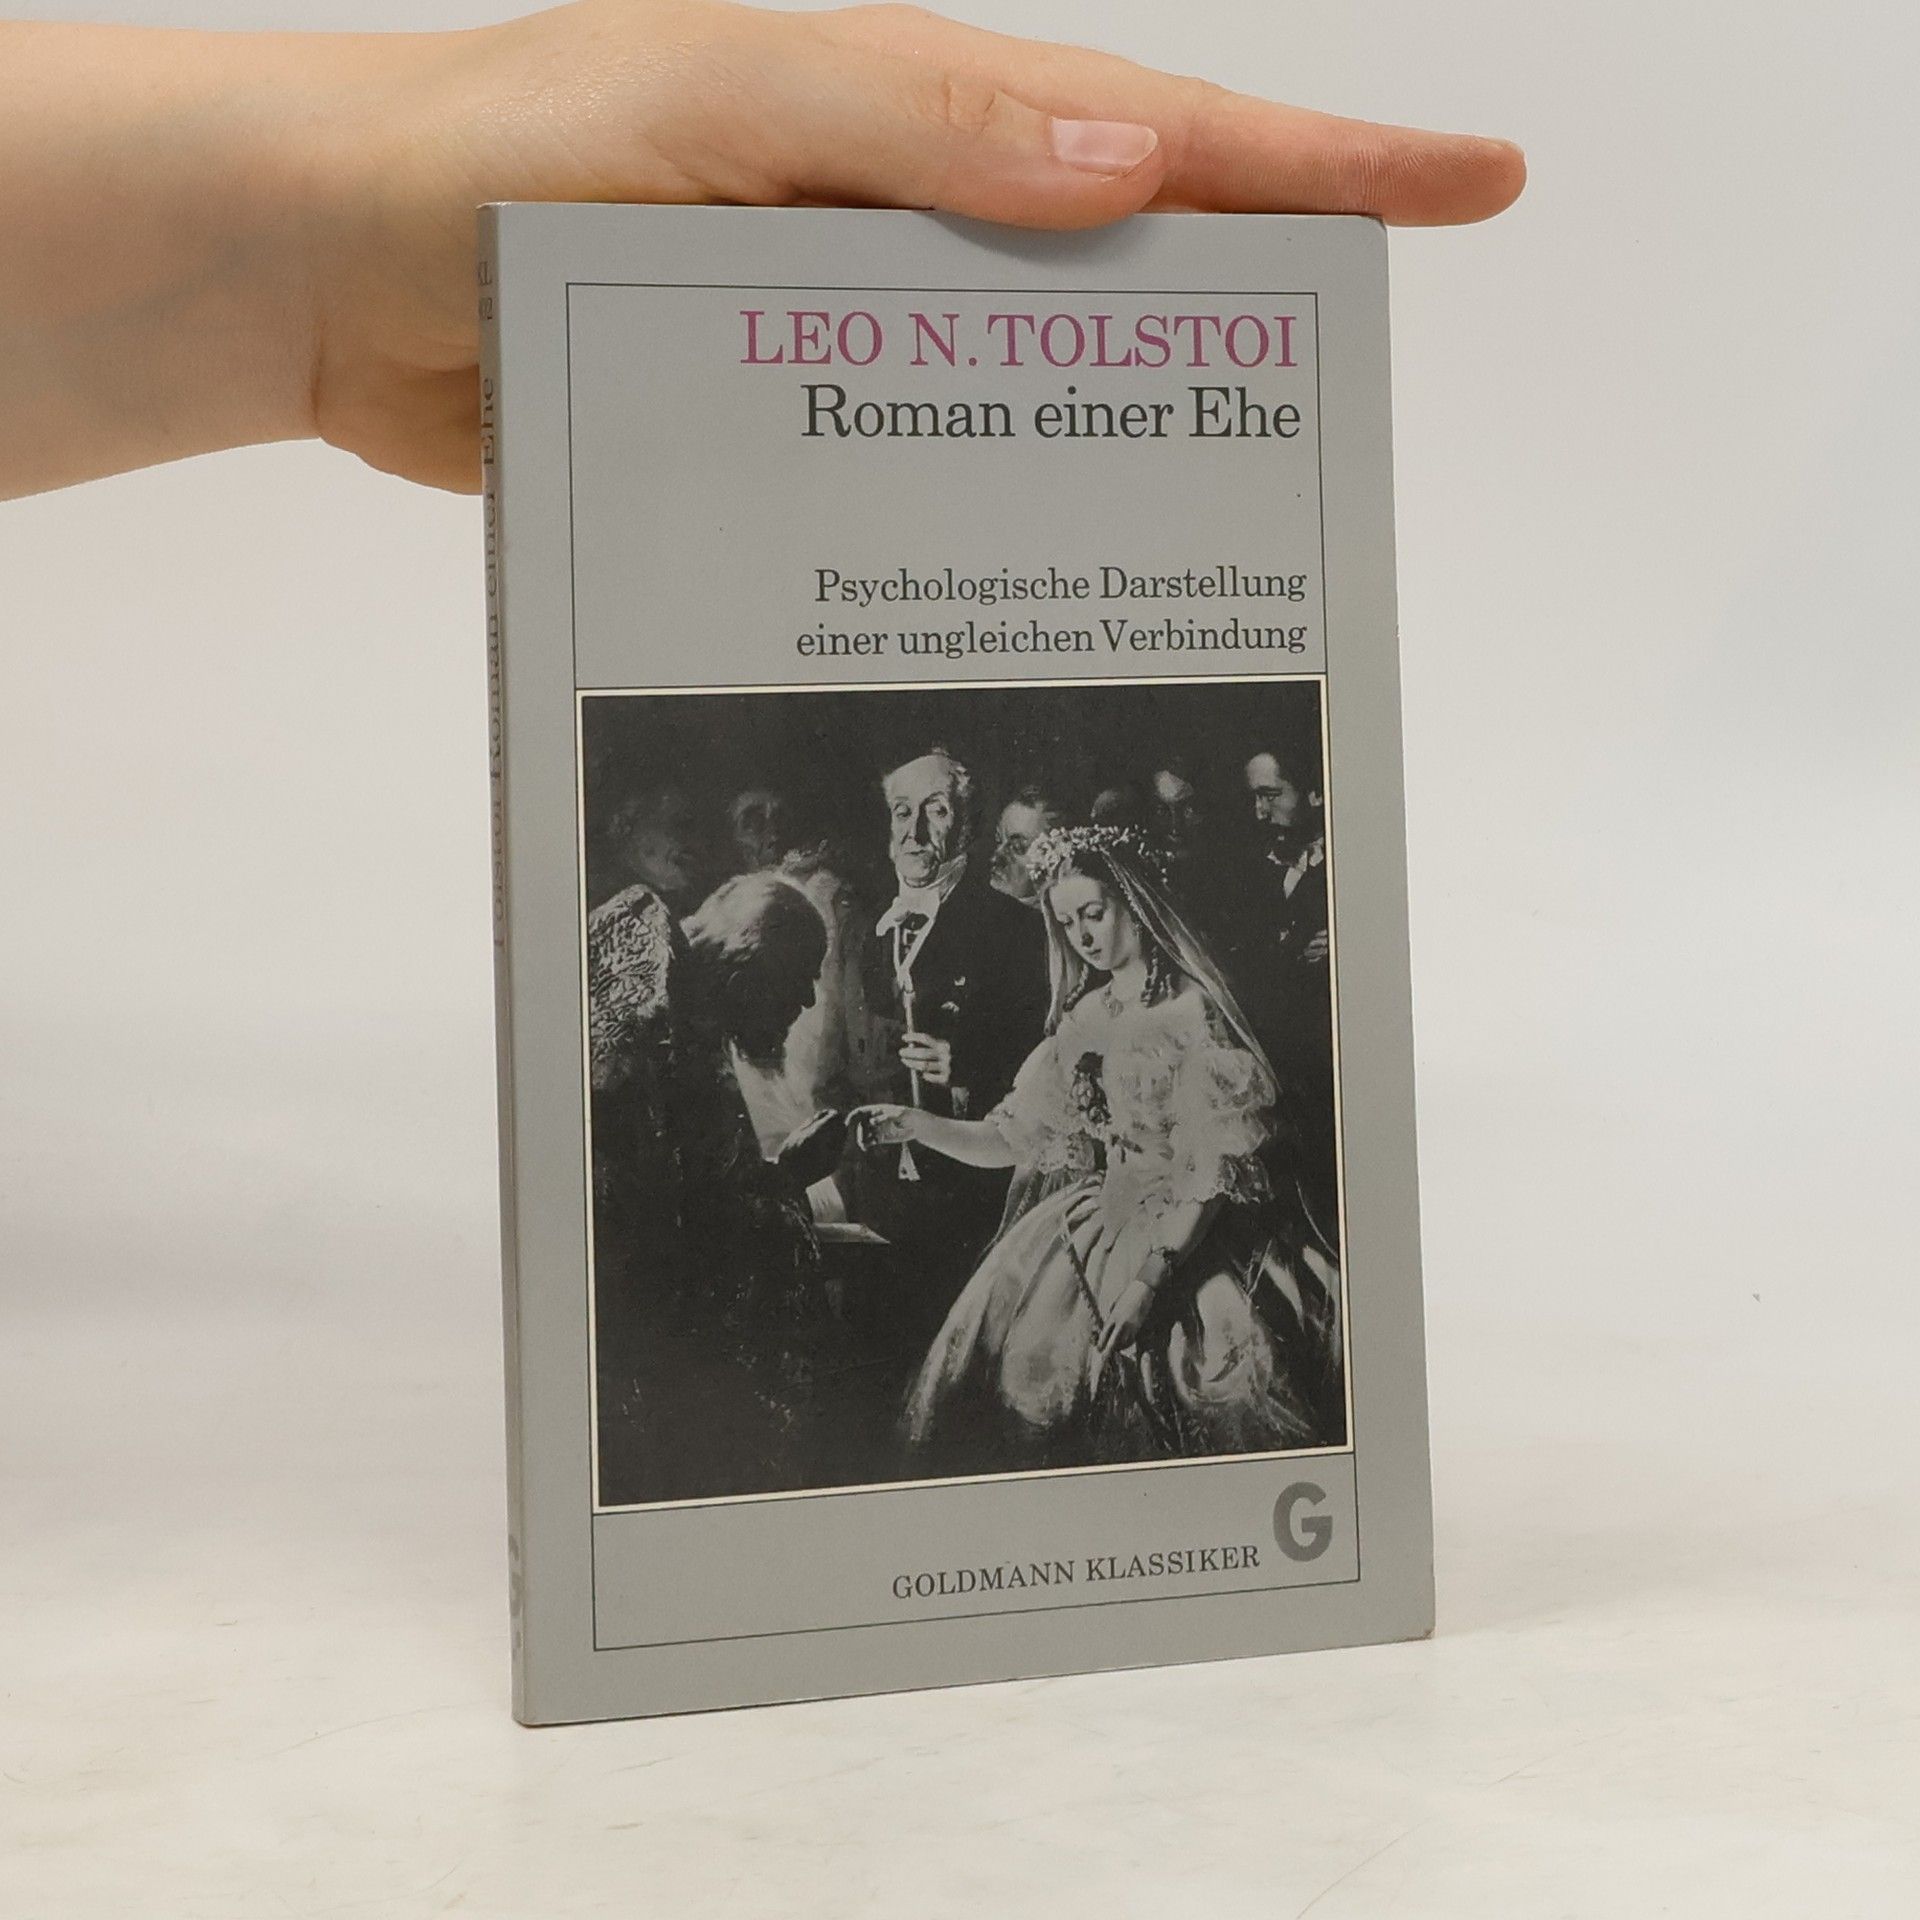 LEO N. TOLSTOI
Roman einer Ehe
Psychologische Darstellung
einer ungleichen Verbindung
GOLDMANN KLASSIKER
G
Tolstoi Roman einer Ehe